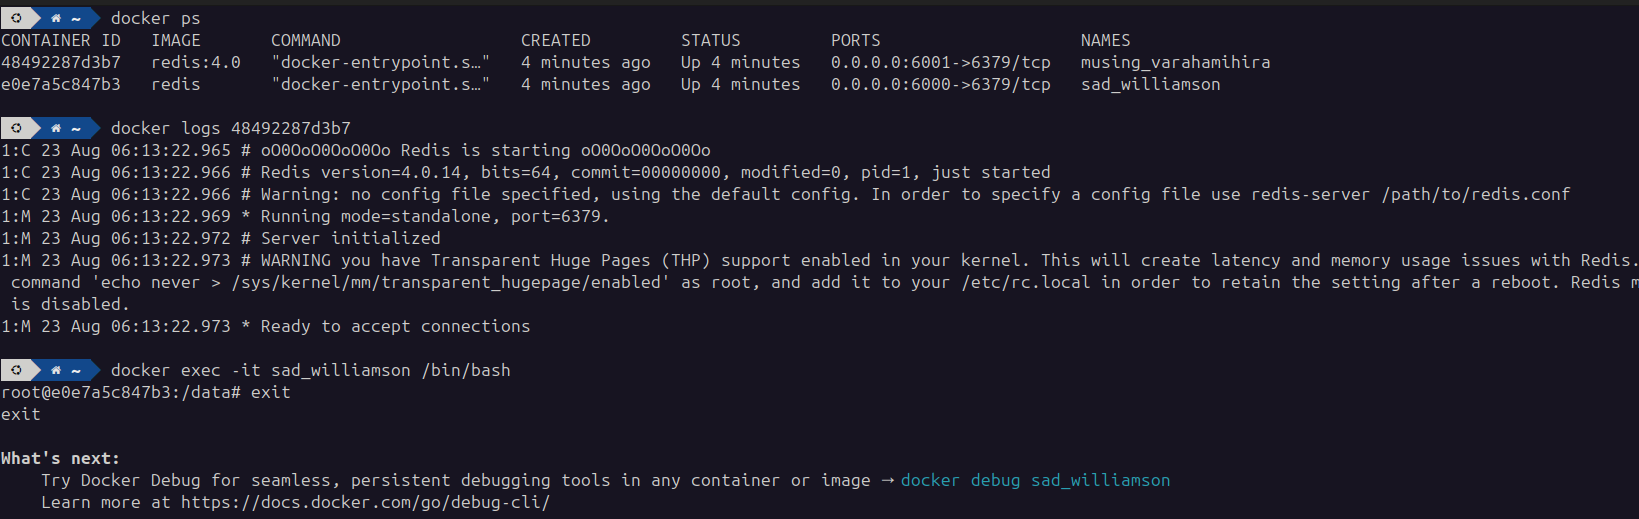 ~ docker ps
CONTAINER ID   IMAGE       COMMAND                  CREATED         STATUS         PORTS                    NAMES
48492287d3b7   redis:4.0   "docker-entrypoint.s…"   4 minutes ago   Up 4 minutes   0.0.0.0:6001->6379/tcp   musing_varahamihira
e0e7a5c847b3   redis       "docker-entrypoint.s…"   4 minutes ago   Up 4 minutes   0.0.0.0:6000->6379/tcp   sad_williamson
~ docker logs 48492287d3b7
1:C 23 Aug 06:13:22.965 # oO0OoO0OoO0Oo Redis is starting oO0OoO0OoO0Oo
1:C 23 Aug 06:13:22.966 # Redis version=4.0.14, bits=64, commit=00000000, modified=0, pid=1, just started
1:C 23 Aug 06:13:22.966 # Warning: no config file specified, using the default config. In order to specify a config file use redis-server /path/to/redis.conf
1:M 23 Aug 06:13:22.969 * Running mode=standalone, port=6379.
1:M 23 Aug 06:13:22.972 # Server initialized
1:M 23 Aug 06:13:22.973 # WARNING you have Transparent Huge Pages (THP) support enabled in your kernel. This will create latency and memory usage issues with Redis.
command 'echo never > /sys/kernel/mm/transparent_hugepage/enabled' as root, and add it to your /etc/rc.local in order to retain the setting after a reboot. Redis
is disabled.
1:M 23 Aug 06:13:22.973 * Ready to accept connections
~ docker exec -it sad_williamson /bin/bash
root@e0e7a5c847b3:/data# exit
exit
What's next:
    Try Docker Debug for seamless, persistent debugging tools in any container or image → docker debug sad_williamson
    Learn more at https://docs.docker.com/go/debug-cli/